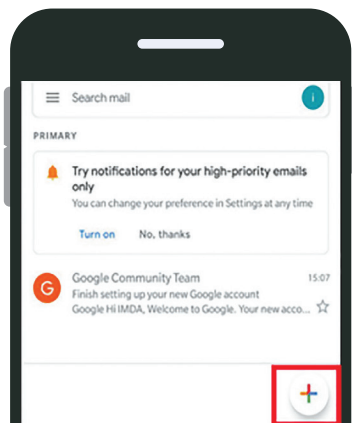 Search mail
i
PRIMARY
Try notifications for your high-priority emails
only
You can change your preference in Settings at any time
Turn on No, thanks
G
Google Community Team 15:07
Finish setting up your new Google account
Google Hi IMDA, Welcome to Google. Your new acco...